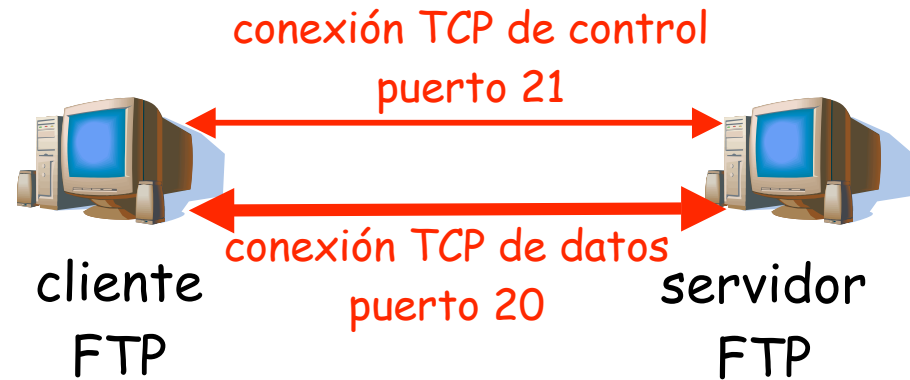 conexión TCP de control
puerto 21
conexión TCP de datos
puerto 20
cliente
FTP
servidor
FTP